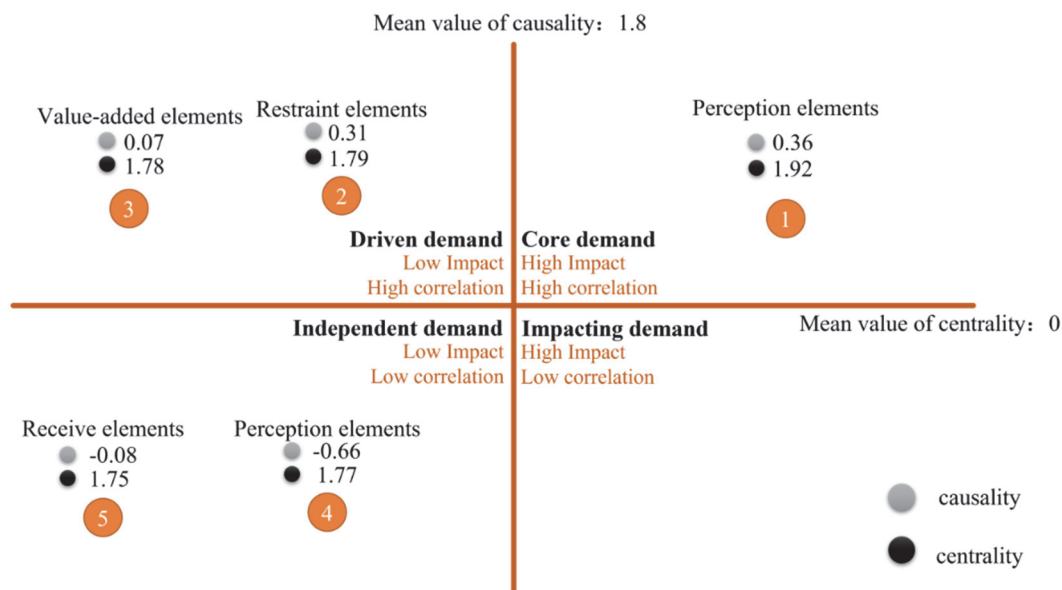 Mean value of causality：1.8
Value-added elements
0.07
1.78
3
Restraint elements
0.31
1.79
2
Perception elements
0.36
1.92
1
Driven demand
Low Impact
High correlation
Core demand
High Impact
High correlation
Mean value of centrality：0
Independent demand
Low Impact
Low correlation
Impacting demand
High Impact
Low correlation
Receive elements
-0.08
1.75
5
Perception elements
-0.66
1.77
4
causality
centrality